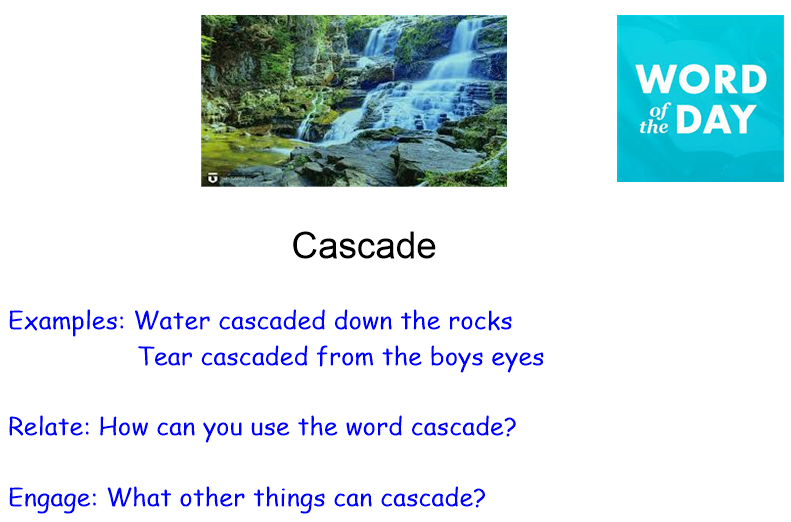 WORD
of
the DAY
Cascade
Examples: Water cascaded down the rocks
Tear cascaded from the boys eyes
Relate: How can you use the word cascade?
Engage: What other things can cascade?